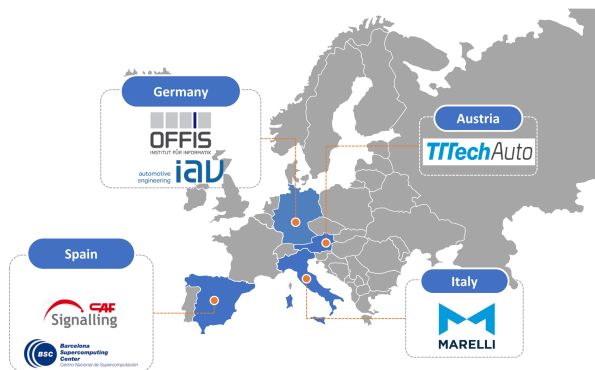 Germany
OFFIS
INSTITUT FÜR INFORMATIK
automotive
engineering
iav
Austria
TTTechAuto
Spain
CAF
Signalling
BSC
Barcelona
Supercomputing
Center
Centro Nacional de Supercomputación
Italy
MARELLI